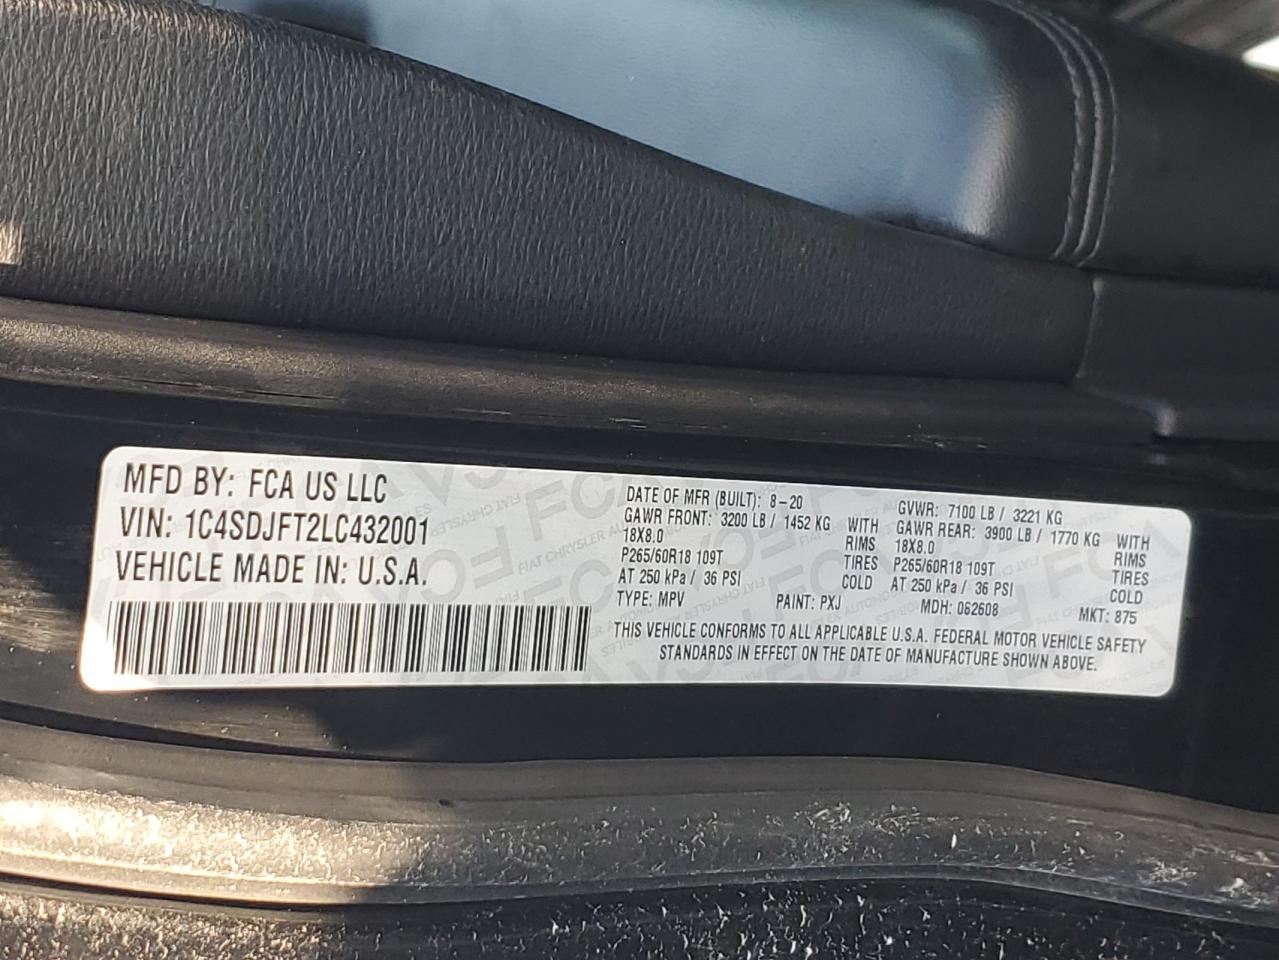 MFD BY: FCA US LLC
VIN: 1C4SDJFT2LC432001
VEHICLE MADE IN: U.S.A.
DATE OF MFR (BUILT): 8-20
GAWR FRONT: 3200 LB / 1452 KG WITH
18X8.0 RIMS
P265/60R18 109T TIRES
AT 250 kPa / 36 PSI COLD
TYPE: MPV PAINT: PXJ
GVWR: 7100 LB / 3221 KG
GAWR REAR: 3900 LB / 1770 KG WITH
18X8.0 RIMS
P265/60R18 109T TIRES
AT 250 kPa / 36 PSI COLD
MDH: 062608 MKT: 875
THIS VEHICLE CONFORMS TO ALL APPLICABLE U.S.A. FEDERAL MOTOR VEHICLE SAFETY
STANDARDS IN EFFECT ON THE DATE OF MANUFACTURE SHOWN ABOVE.